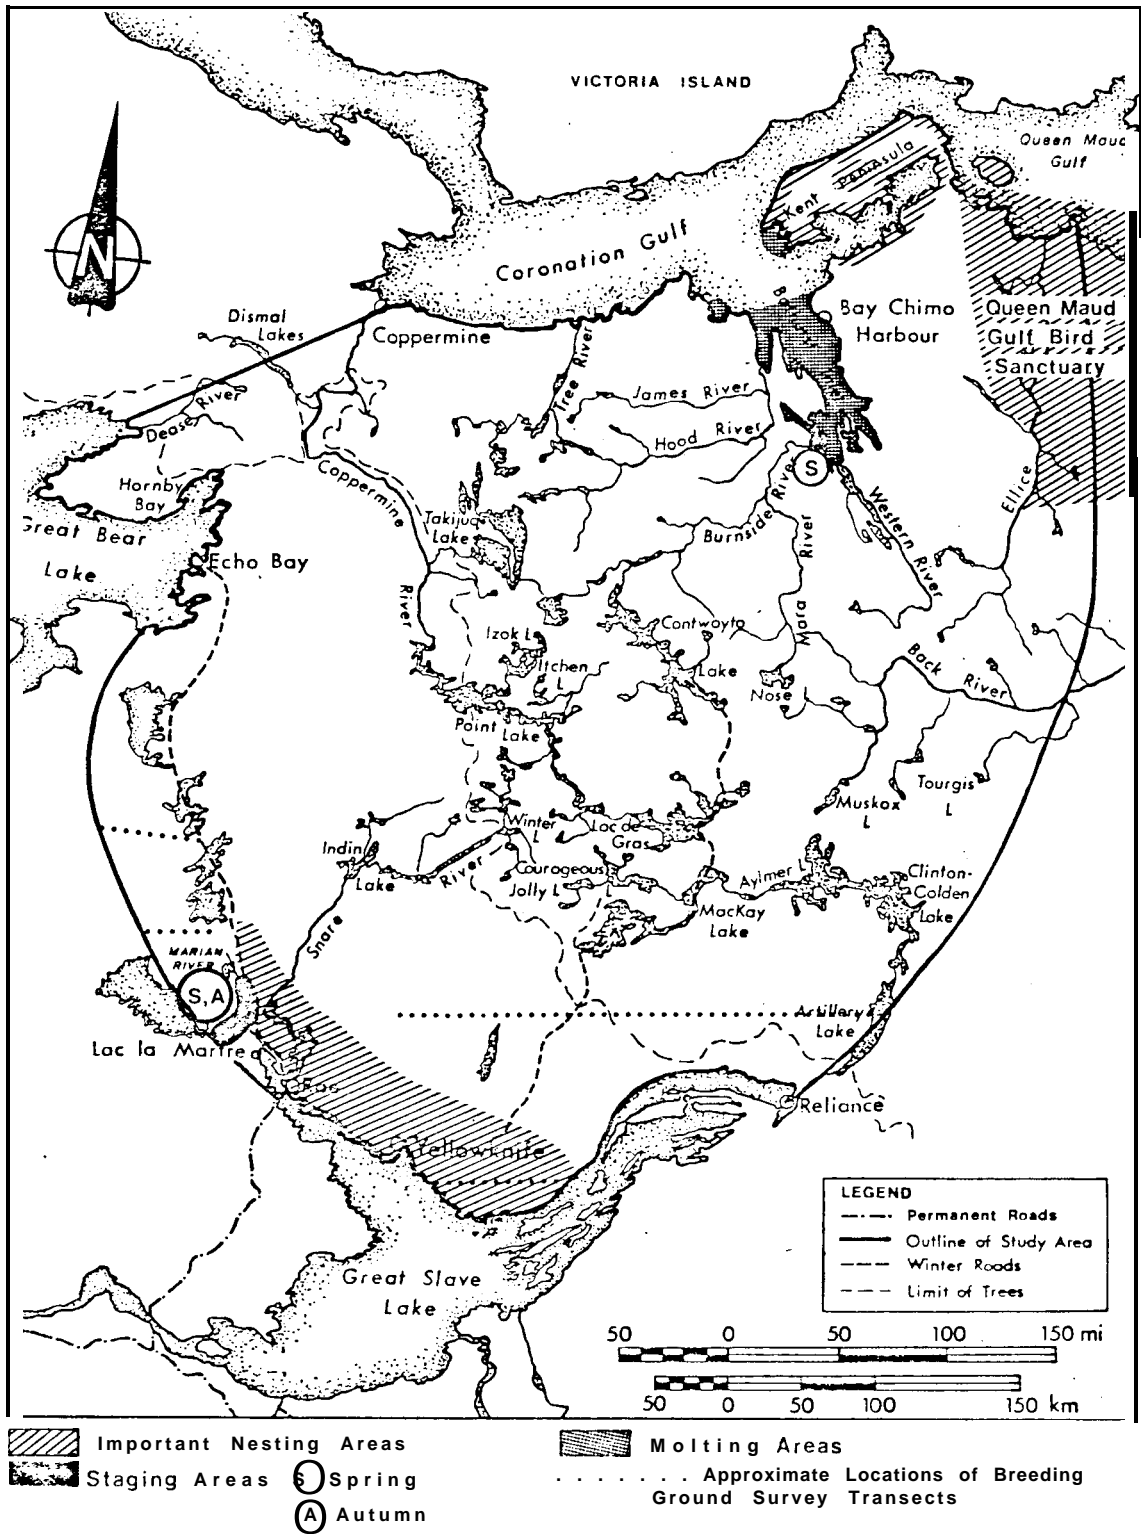 VICTORIA ISLAND
Queen Maud
Gulf
Kent
Peninsula
Coronation Gulf
N
Dismal
Lakes
Coppermine
Bay Chimo
Harbour
Queen Maud
Gulf Bird
Sanctuary
Tree River
James River
Hood River
Dease River
Hornby
Bay
Great Bear
Lake
Echo Bay
Coppermine
River
Takijuq
Lake
S
Burnside River
Western River
Ellice
Mara River
Izok L
Itchen
L
Contwoyto
Lake
Nose L
Back River
Point Lake
Tourgis
L
Muskox
L
Winter
L
Lac de
Gras
Indin
Lake
River
Snare
Courageous
L
Jolly L
Aylmer L
Clinton-
Colden
Lake
MacKay
Lake
MARIAN
RIVER
S,A
Lac la Martre
Artillery
Lake
Rae
Yellowknife
Reliance
Great Slave
Lake
LEGEND
Permanent Roads
Outline of Study Area
Winter Roads
Limit of Trees
50 0 50 100 150 mi
50 0 50 100 150 km
Important Nesting Areas
Molting Areas
Staging Areas S Spring
A Autumn
. . . . . . . Approximate Locations of Breeding
Ground Survey Transects